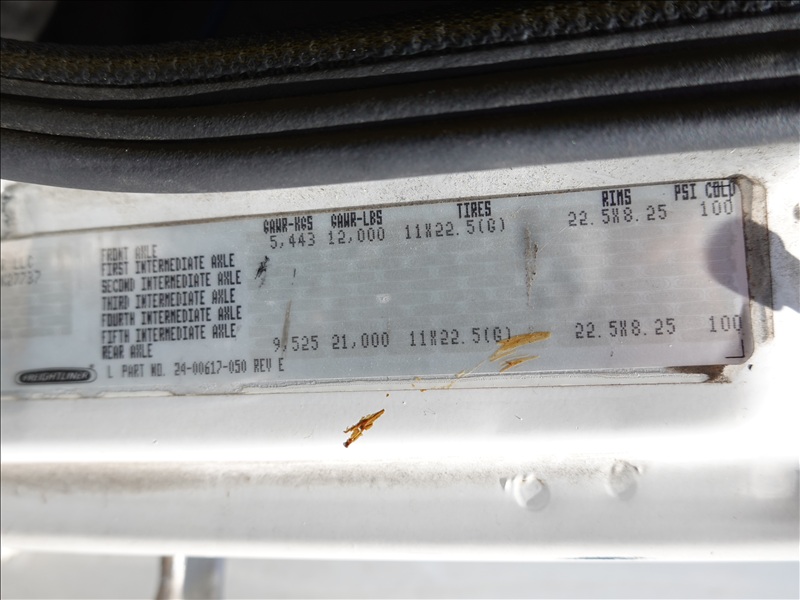 GAWR-KGS GAWR-LBS TIRES RIMS PSI COLD
FRONT AXLE 5,443 12,000 11X22.5(G) 22.5X8.25 100
FIRST INTERMEDIATE AXLE
SECOND INTERMEDIATE AXLE
THIRD INTERMEDIATE AXLE
FOURTH INTERMEDIATE AXLE
FIFTH INTERMEDIATE AXLE
REAR AXLE 9,525 21,000 11X22.5(G) 22.5X8.25 100
FREIGHTLINER L PART NO. 24-00617-050 REV E